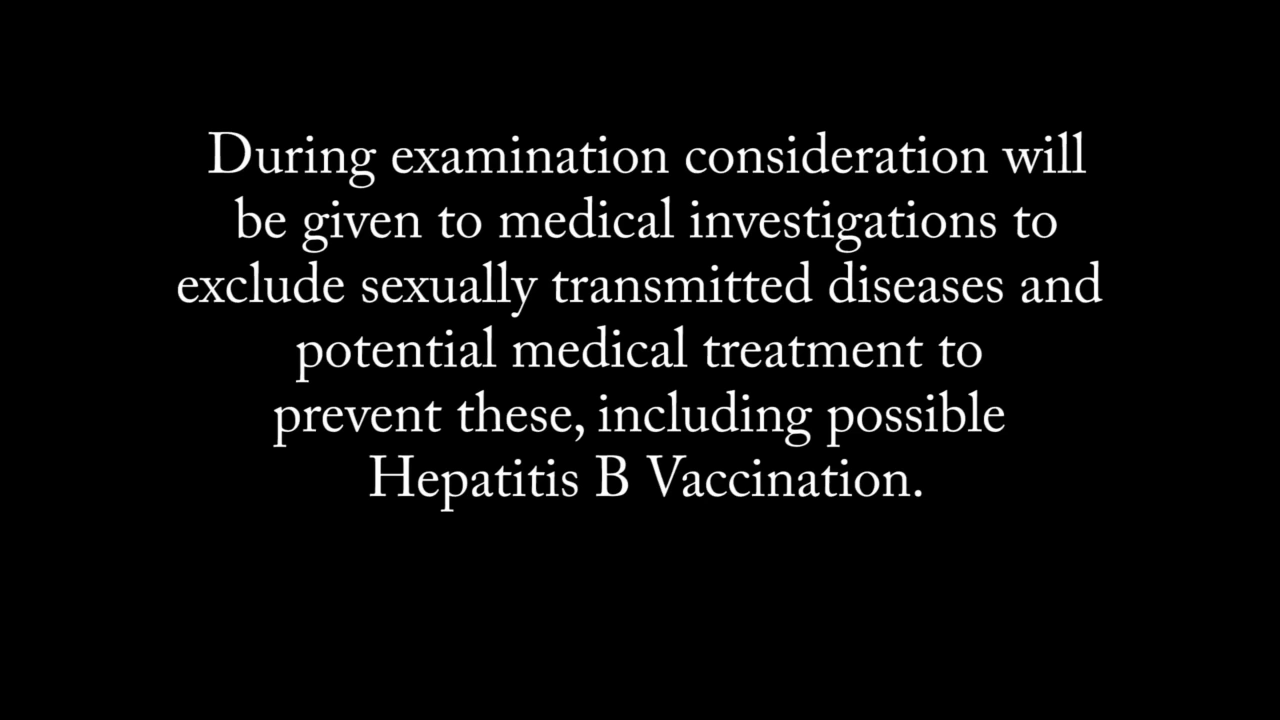 During examination consideration will
be given to medical investigations to
exclude sexually transmitted diseases and
potential medical treatment to
prevent these, including possible
Hepatitis B Vaccination.